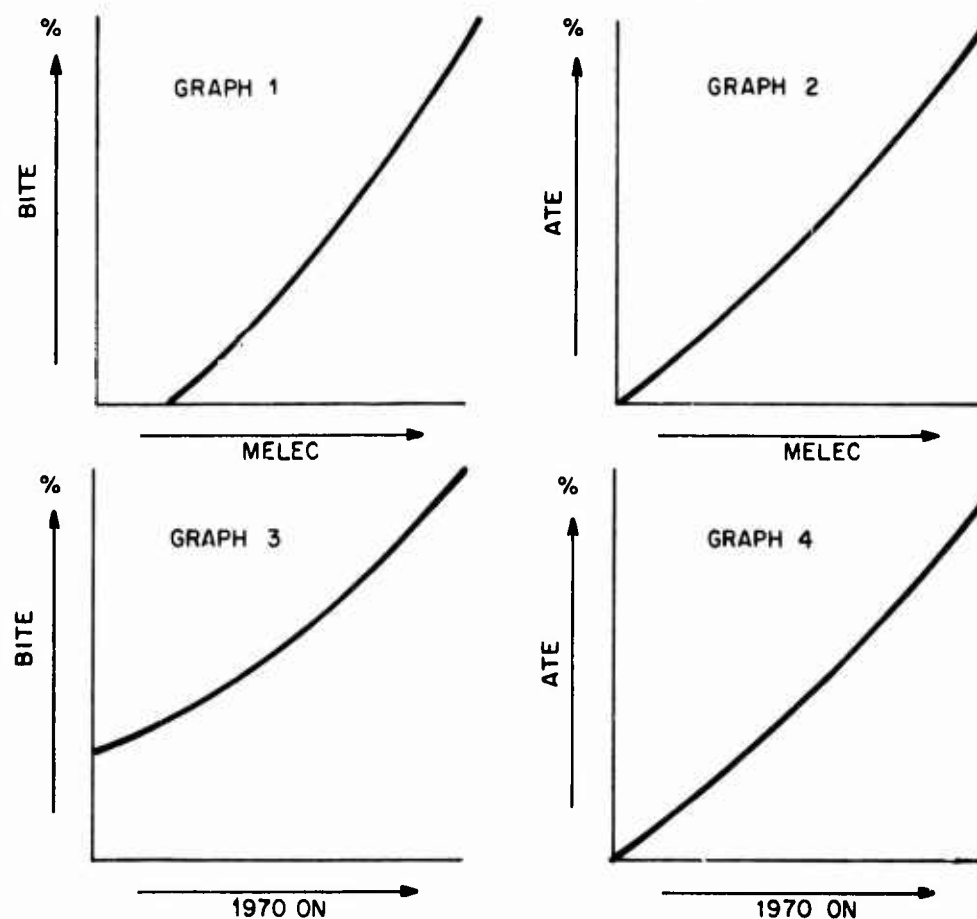 %
GRAPH 1
BITE
MELEC
%
GRAPH 2
ATE
MELEC
%
GRAPH 3
BITE
1970 ON
%
GRAPH 4
ATE
1970 ON